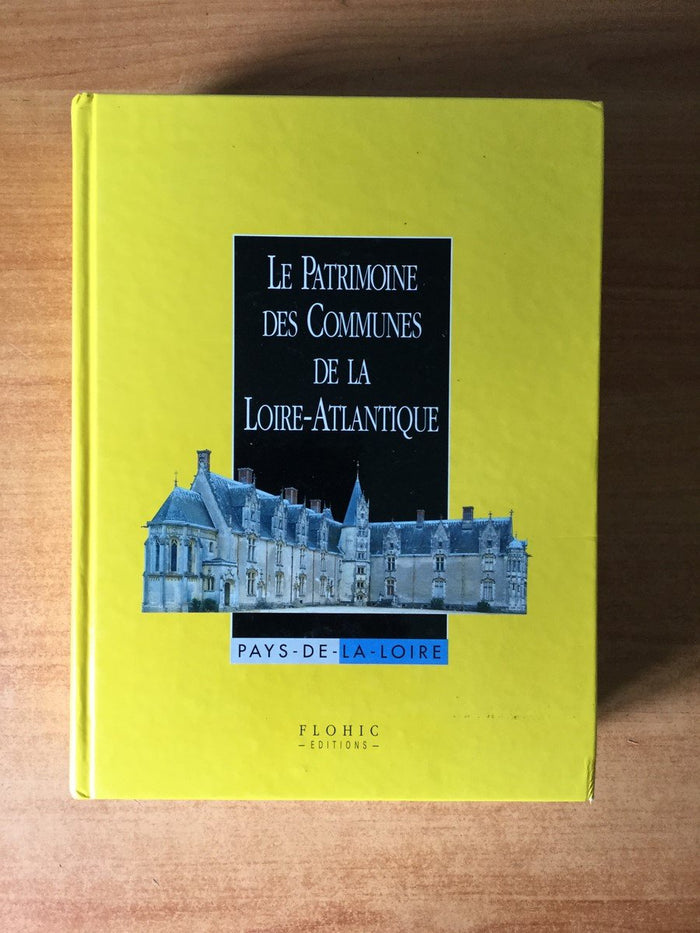 LE PATRIMOINE
DES COMMUNES
DE LA
LOIRE-ATLANTIQUE
PAYS-DE-LA-LOIRE
FLOHIC
-EDITIONS-